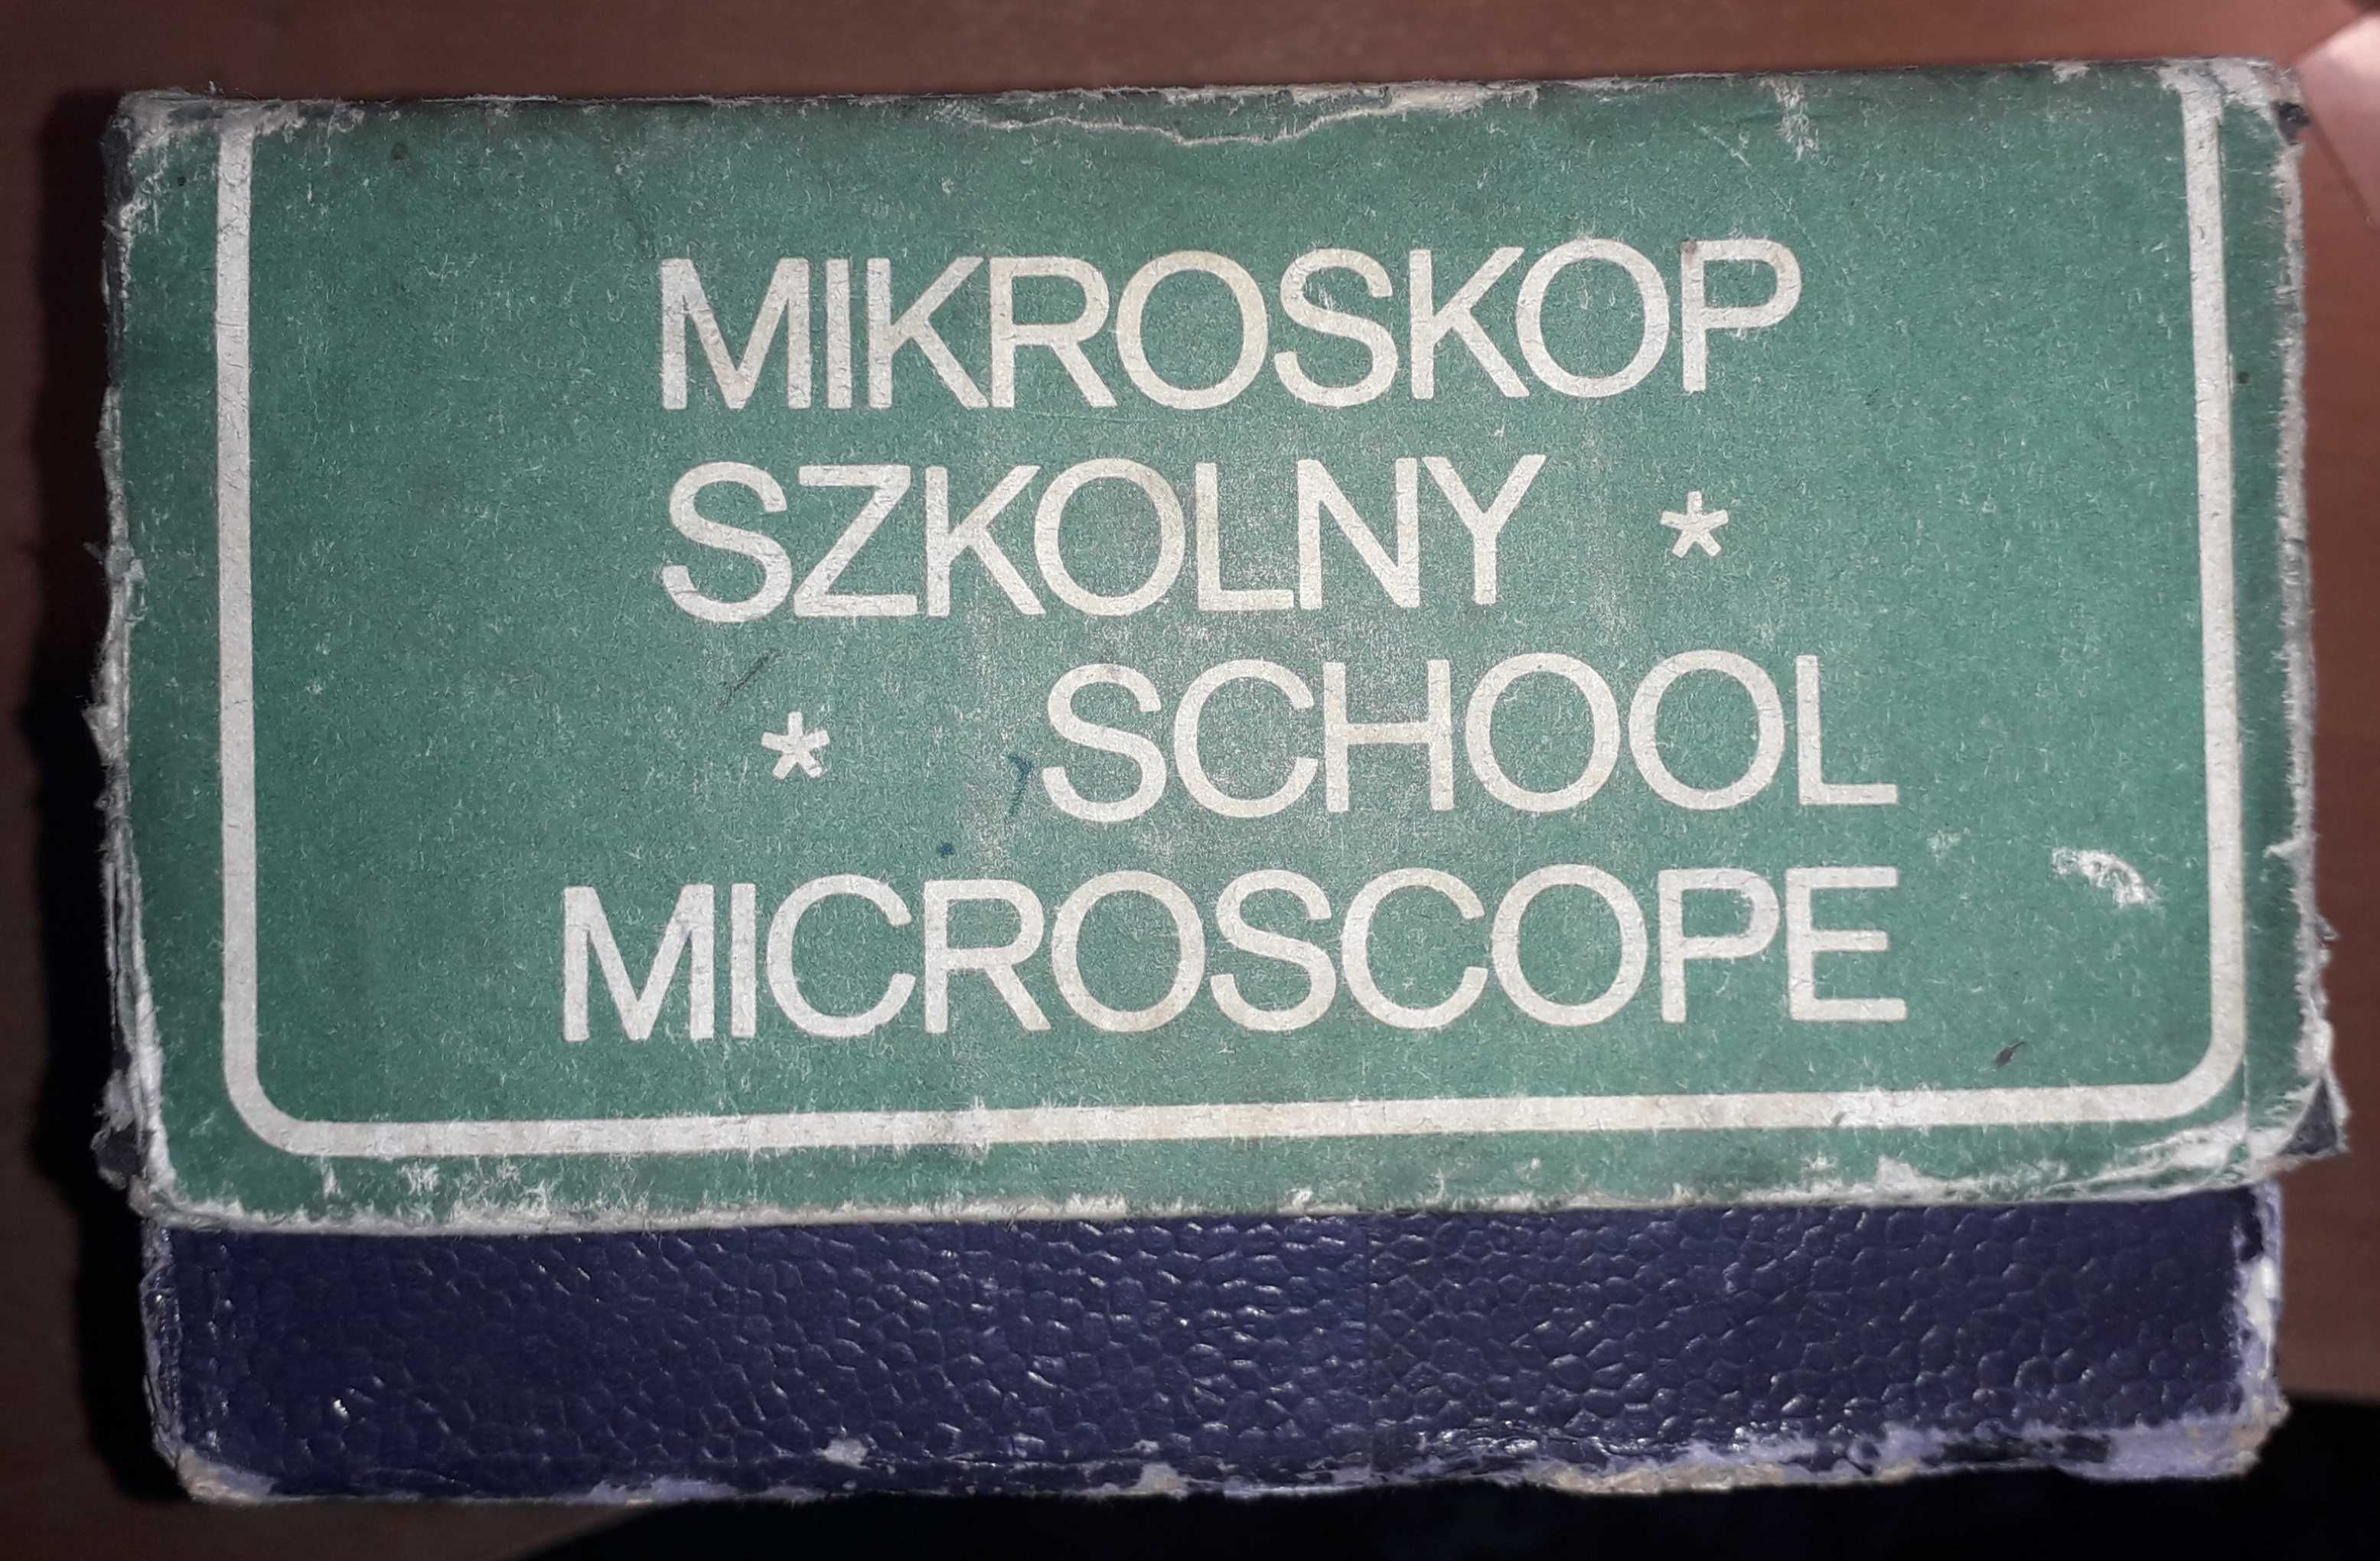 MIKROSKOP
SZKOLNY *
* SCHOOL
MICROSCOPE